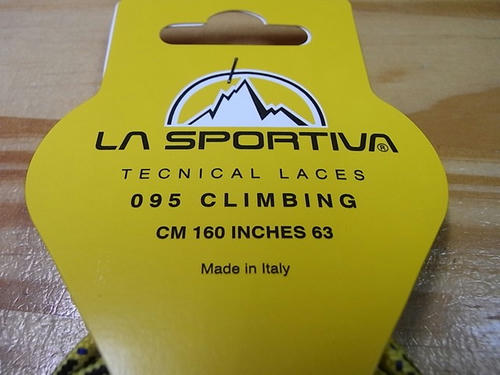 LA SPORTIVA®
TECNICAL LACES
095 CLIMBING
CM 160 INCHES 63
Made in Italy